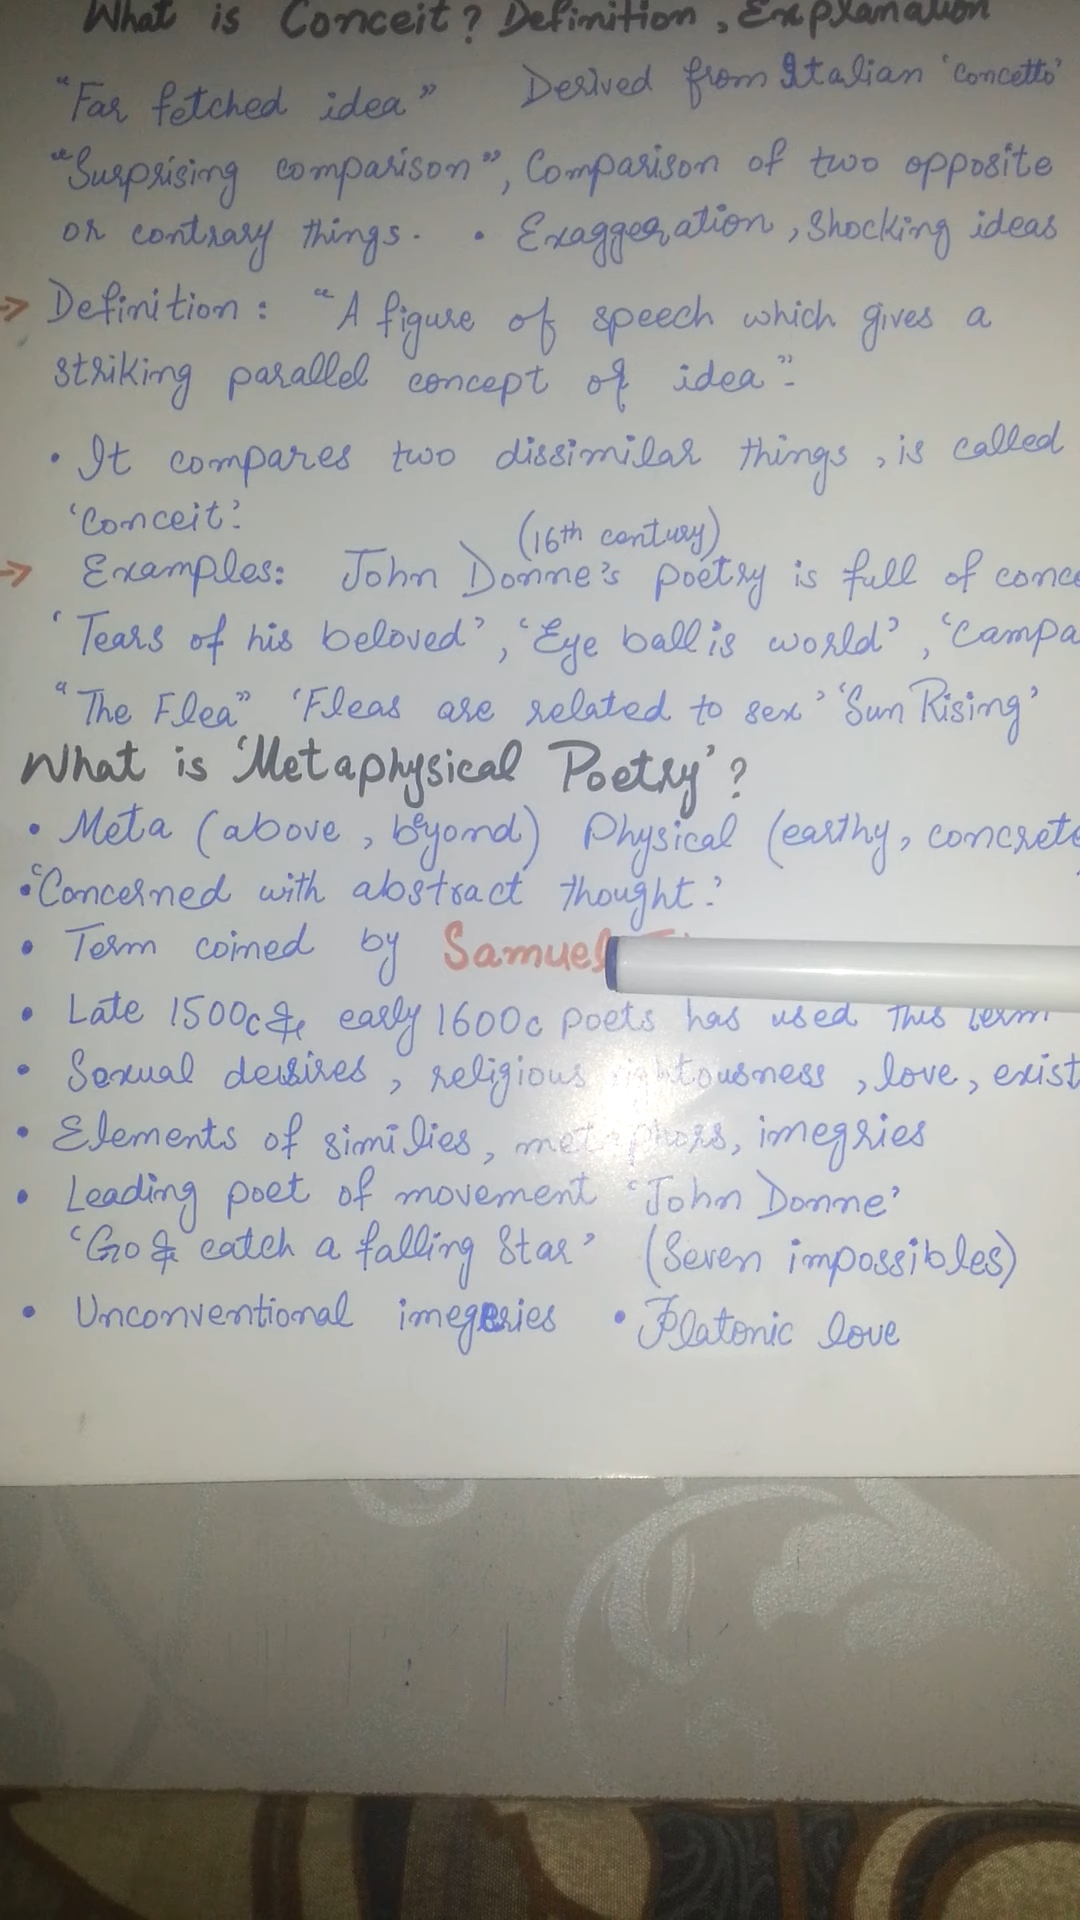 What is Conceit? Definition, Explanation
"Far fetched idea" Derived from Italian 'concetto'
"Surprising comparison", Comparison of two opposite
or contrary things. • Exaggeration, Shocking ideas
→ Definition: "A figure of speech which gives a
striking parallel concept of idea".
• It compares two dissimilar things, is called
'Conceit'.
(16th century)
→ Examples: John Donne's poetry is full of conce
'Tears of his beloved', 'Eye ball is world', 'Campa
"The Flea" 'Fleas are related to sex' 'Sun Rising'
What is 'Metaphysical Poetry'?
• Meta (above, beyond) Physical (earthy, concrete
• 'Concerned with abstract thought.'
• Term coined by Samuel
• Late 1500c & early 1600c poets has used this term
• Sexual desires, religious rightousness, love, exist
• Elements of similies, metaphors, imegries
• Leading poet of movement 'John Donne'
'Go & catch a falling Star' (Seven impossibles)
• Unconventional imegeries • Platonic love